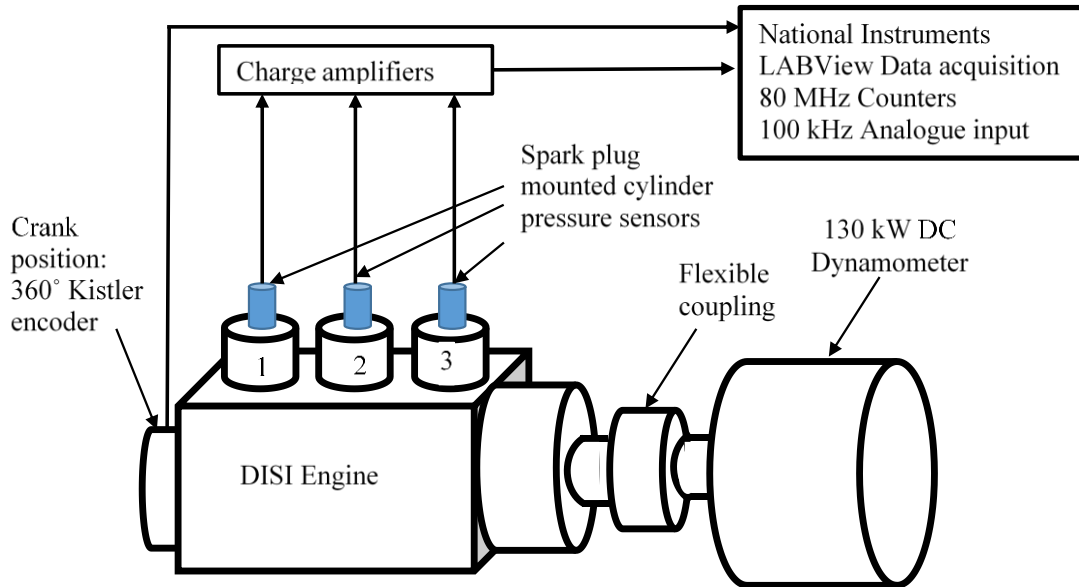 National Instruments
LABView Data acquisition
80 MHz Counters
100 kHz Analogue input
Charge amplifiers
Spark plug
mounted cylinder
pressure sensors
Crank
position:
360˚ Kistler
encoder
130 kW DC
Dynamometer
Flexible
coupling
1
2
3
DISI Engine